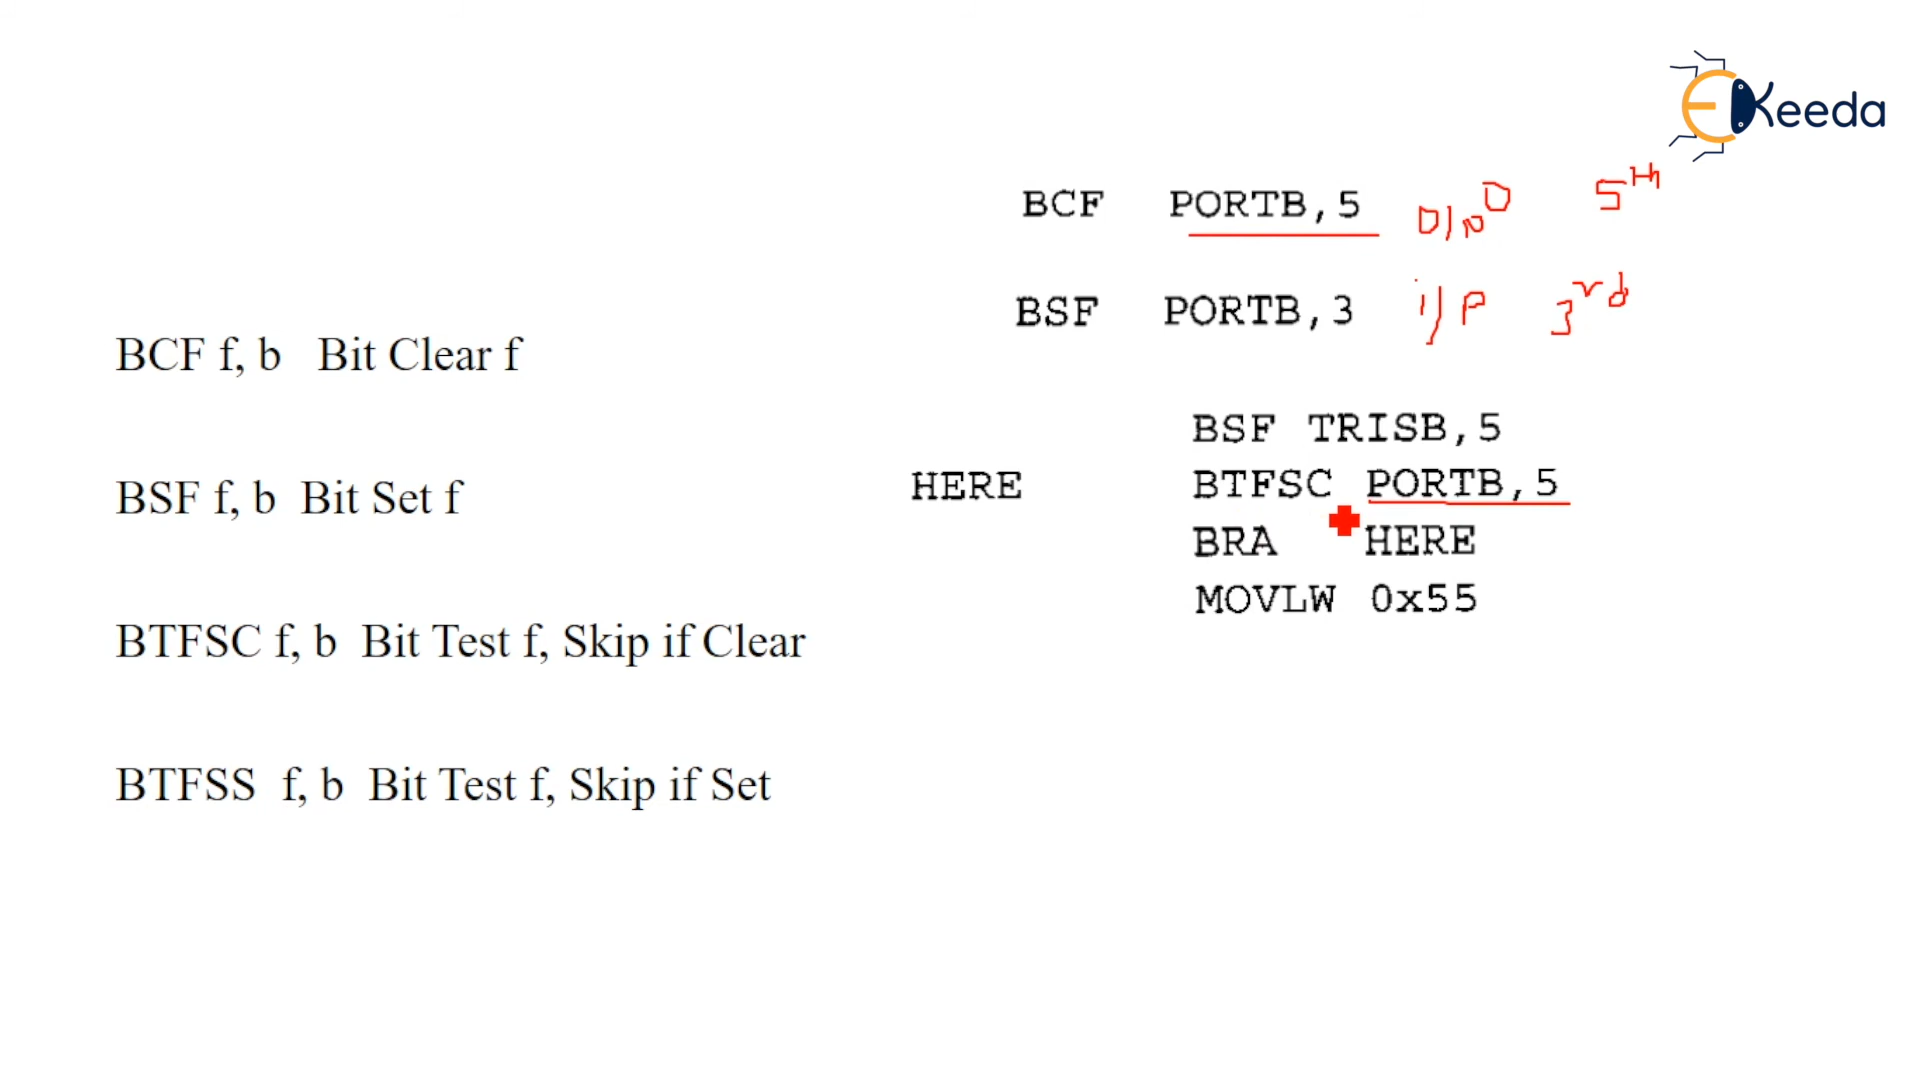 EKeeda
BCF PORTB,5 5th
BSF PORTB,3 i/p 3rd
BCF f, b Bit Clear f
BSF f, b Bit Set f
BTFSC f, b Bit Test f, Skip if Clear
BTFSS f, b Bit Test f, Skip if Set
BSF TRISB,5
HERE BTFSC PORTB,5
BRA HERE
MOVLW 0x55